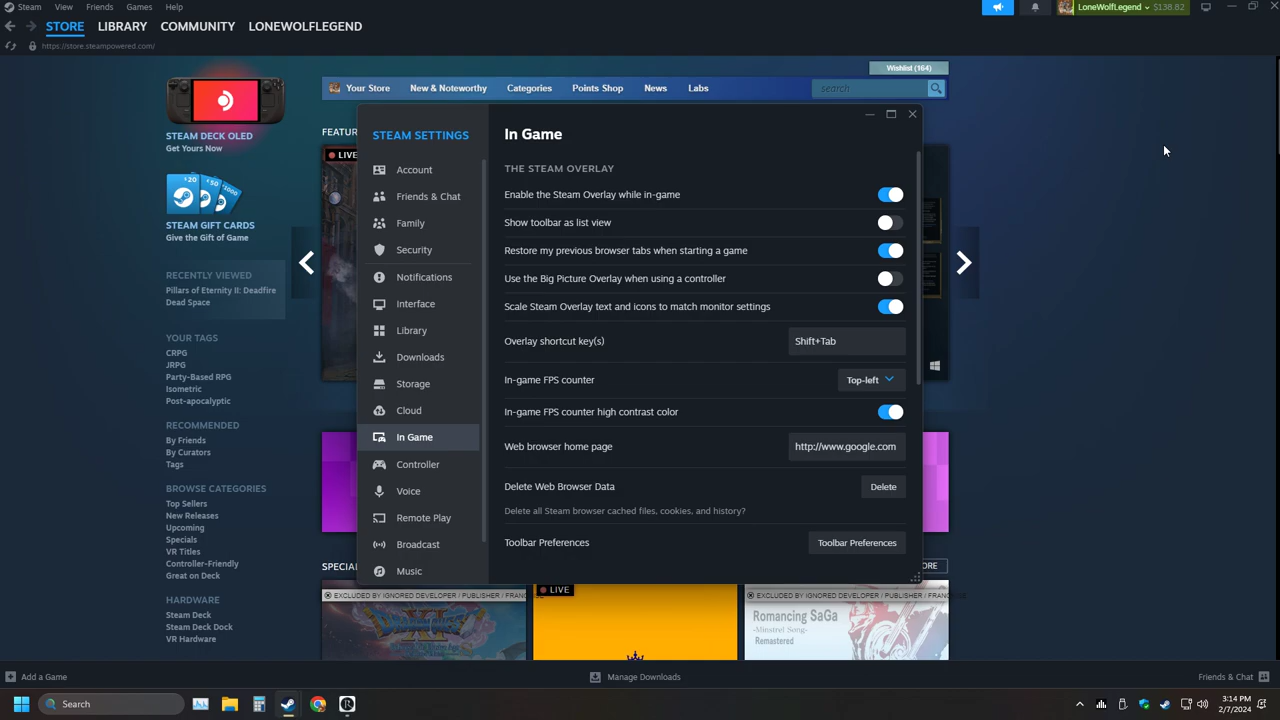 Steam View Friends Games Help
LoneWolfLegend $138.82
STORE LIBRARY COMMUNITY LONEWOLFLEGEND
https://store.steampowered.com/
Wishlist (164)
Your Store New & Noteworthy Categories Points Shop News Labs search
STEAM DECK OLED
Get Yours Now
$20 $50 $100
STEAM GIFT CARDS
Give the Gift of Game
RECENTLY VIEWED
Pillars of Eternity II: Deadfire
Dead Space
YOUR TAGS
CRPG
JRPG
Party-Based RPG
Isometric
Post-apocalyptic
RECOMMENDED
By Friends
By Curators
Tags
BROWSE CATEGORIES
Top Sellers
New Releases
Upcoming
Specials
VR Titles
Controller-Friendly
Great on Deck
HARDWARE
Steam Deck
Steam Deck Dock
VR Hardware
FEATUR
LIVE
STEAM SETTINGS
Account
Friends & Chat
Family
Security
Notifications
Interface
Library
Downloads
Storage
Cloud
In Game
Controller
Voice
Remote Play
Broadcast
Music
In Game
THE STEAM OVERLAY
Enable the Steam Overlay while in-game
Show toolbar as list view
Restore my previous browser tabs when starting a game
Use the Big Picture Overlay when using a controller
Scale Steam Overlay text and icons to match monitor settings
Overlay shortcut key(s) Shift+Tab
In-game FPS counter Top-left
In-game FPS counter high contrast color
Web browser home page http://www.google.com
Delete Web Browser Data Delete
Delete all Steam browser cached files, cookies, and history?
Toolbar Preferences Toolbar Preferences
SPECIAL
ORE
EXCLUDED BY IGNORED DEVELOPER / PUBLISHER / FRANCHISE
LIVE
EXCLUDED BY IGNORED DEVELOPER / PUBLISHER / FRANCHISE
DRAGON QUEST XI
Romancing SaGa
-Minstrel Song-
Remastered
Add a Game Manage Downloads Friends & Chat
Search
3:14 PM
2/7/2024